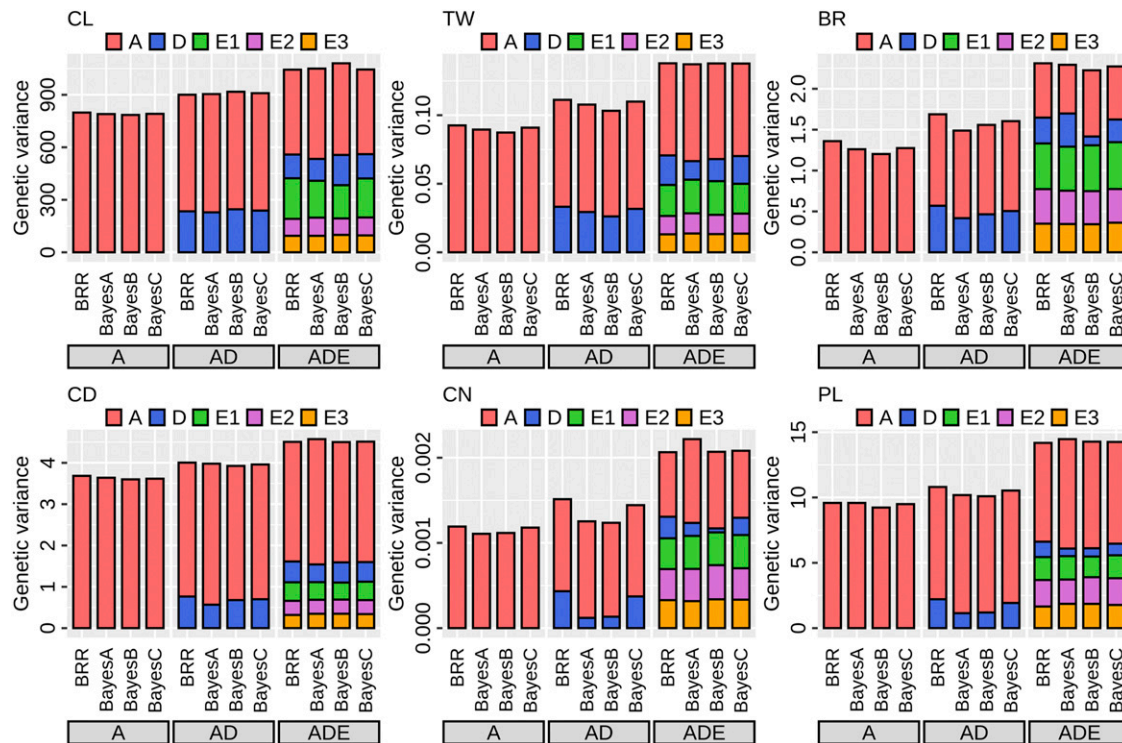 CL
A D E1 E2 E3
Genetic variance
900
600
300
0
BRR BayesA BayesB BayesC BRR BayesA BayesB BayesC BRR BayesA BayesB BayesC
A AD ADE
TW
A D E1 E2 E3
Genetic variance
0.10
0.05
0.00
BRR BayesA BayesB BayesC BRR BayesA BayesB BayesC BRR BayesA BayesB BayesC
A AD ADE
BR
A D E1 E2 E3
Genetic variance
2.0
1.5
1.0
0.5
0.0
BRR BayesA BayesB BayesC BRR BayesA BayesB BayesC BRR BayesA BayesB BayesC
A AD ADE
CD
A D E1 E2 E3
Genetic variance
4
3
2
1
0
BRR BayesA BayesB BayesC BRR BayesA BayesB BayesC BRR BayesA BayesB BayesC
A AD ADE
CN
A D E1 E2 E3
Genetic variance
0.002
0.001
0.000
BRR BayesA BayesB BayesC BRR BayesA BayesB BayesC BRR BayesA BayesB BayesC
A AD ADE
PL
A D E1 E2 E3
Genetic variance
15
10
5
0
BRR BayesA BayesB BayesC BRR BayesA BayesB BayesC BRR BayesA BayesB BayesC
A AD ADE